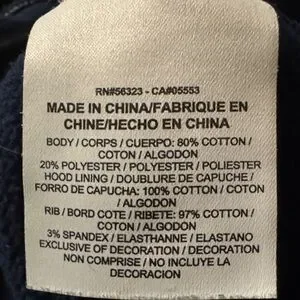 RN#56323 - CA#05553
MADE IN CHINA/FABRIQUE EN
CHINE/HECHO EN CHINA
BODY / CORPS / CUERPO: 80% COTTON /
COTON / ALGODON
20% POLYESTER / POLYESTER / POLIESTER
HOOD LINING / DOUBLURE DE CAPUCHE /
FORRO DE CAPUCHA: 100% COTTON / COTON
/ ALGODON
RIB / BORD COTE / RIBETE: 97% COTTON /
COTON / ALGODON
3% SPANDEX / ELASTHANNE / ELASTANO
EXCLUSIVE OF DECORATION / DECORATION
NON COMPRISE / NO INCLUYE LA
DECORACION